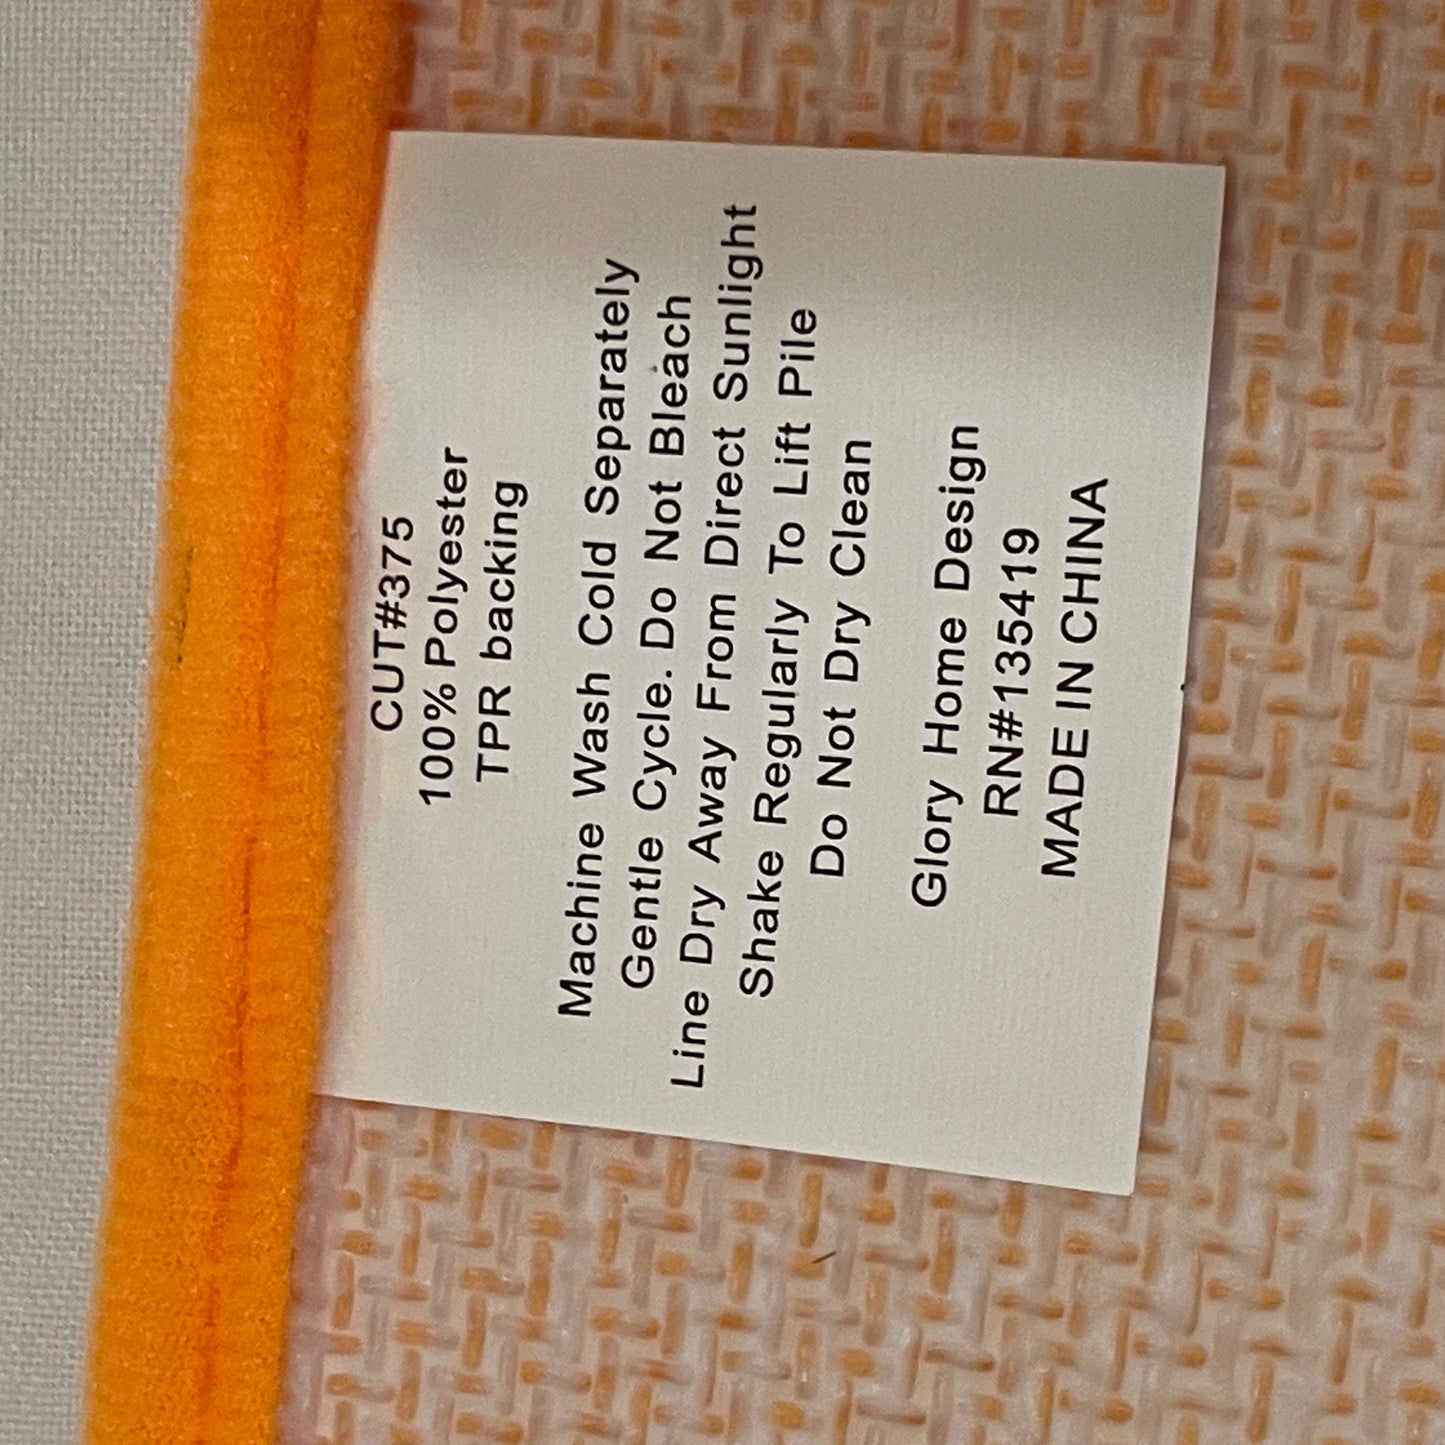 CUT#375
100% Polyester
TPR backing
Machine Wash Cold Separately
Gentle Cycle. Do Not Bleach
Line Dry Away From Direct Sunlight
Shake Regularly To Lift Pile
Do Not Dry Clean
Glory Home Design
RN#135419
MADE IN CHINA